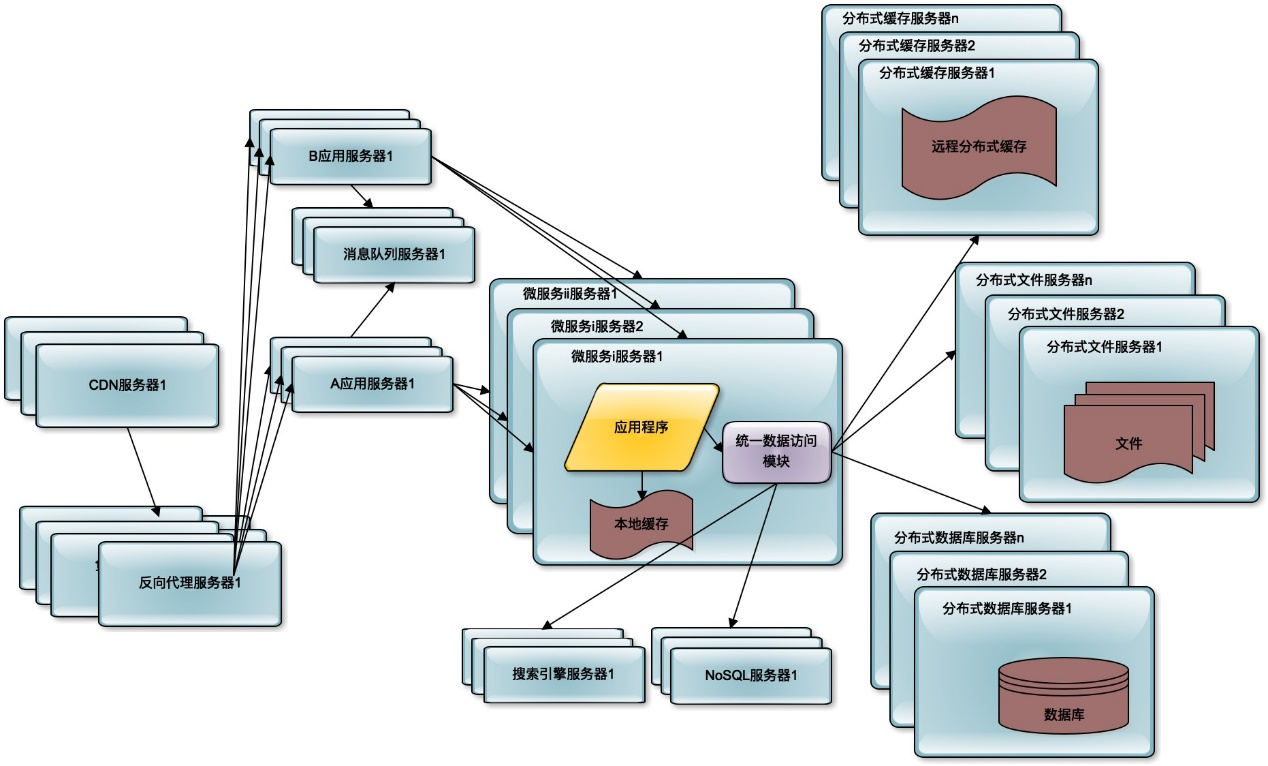 分布式缓存服务器n
分布式缓存服务器2
分布式缓存服务器1
远程分布式缓存
B应用服务器1
消息队列服务器1
A应用服务器1
CDN服务器1
反向代理服务器1
微服务ii服务器1
微服务i服务器2
微服务i服务器1
应用程序
统一数据访问
模块
本地缓存
分布式文件服务器n
分布式文件服务器2
分布式文件服务器1
文件
分布式数据库服务器n
分布式数据库服务器2
分布式数据库服务器1
数据库
搜索引擎服务器1
NoSQL服务器1